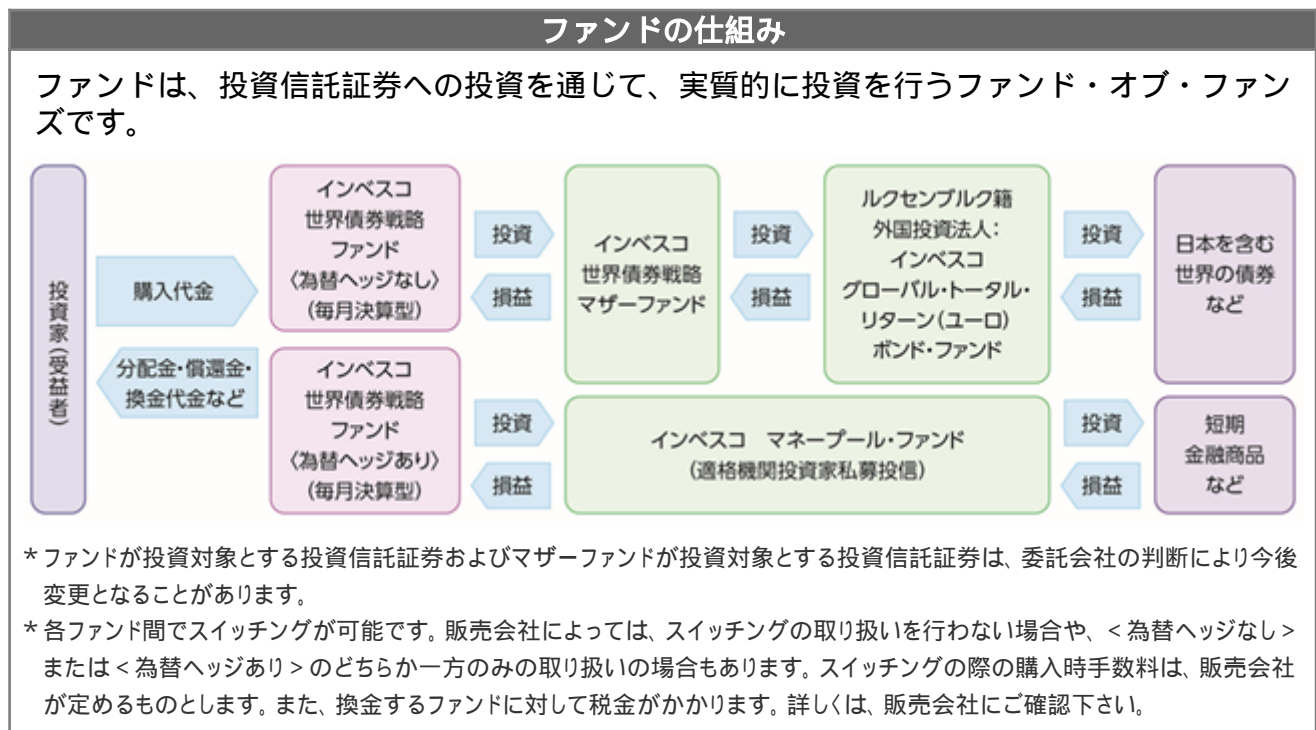 ファンドの仕組み
ファンドは、投資信託証券への投資を通じて、実質的に投資を行うファンド・オブ・ファン
ズです。
投資家(受益者)
購入代金
分配金・償還金・
換金代金など
インベスコ
世界債券戦略
ファンド
〈為替ヘッジなし〉
(毎月決算型)
投資
損益
インベスコ
世界債券戦略
マザーファンド
投資
損益
ルクセンブルク籍
外国投資法人：
インベスコ
グローバル・トータル・
リターン(ユーロ)
ボンド・ファンド
投資
損益
日本を含む
世界の債券
など
インベスコ
世界債券戦略
ファンド
〈為替ヘッジあり〉
(毎月決算型)
投資
損益
インベスコ　マネープール・ファンド
(適格機関投資家私募投信)
投資
損益
短期
金融商品
など
＊ファンドが投資対象とする投資信託証券およびマザーファンドが投資対象とする投資信託証券は、委託会社の判断により今後
変更となることがあります。
＊各ファンド間でスイッチングが可能です。販売会社によっては、スイッチングの取り扱いを行わない場合や、＜為替ヘッジなし＞
または＜為替ヘッジあり＞のどちらか一方のみの取り扱いの場合もあります。スイッチングの際の購入時手数料は、販売会社
が定めるものとします。また、換金するファンドに対して税金がかかります。詳しくは、販売会社にご確認下さい。